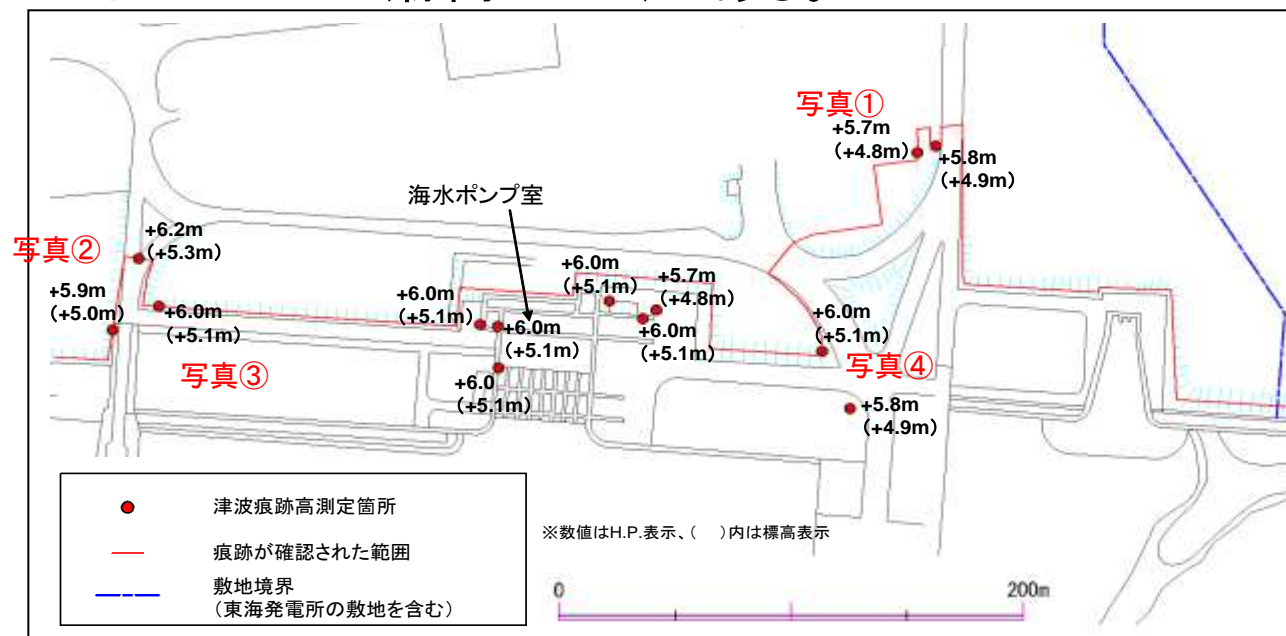 写真①
+5.7m
(+4.8m)
+5.8m
(+4.9m)
海水ポンプ室
写真②
+6.2m
(+5.3m)
+5.9m
(+5.0m)
+6.0m
(+5.1m)
+6.0m
(+5.1m)
+6.0m
(+5.1m)
+6.0
(+5.1m)
+6.0m
(+5.1m)
+5.7m
(+4.8m)
+6.0m
(+5.1m)
+6.0m
(+5.1m)
写真③
写真④
+5.8m
(+4.9m)
津波痕跡高測定箇所
痕跡が確認された範囲
敷地境界
(東海発電所の敷地を含む)
※数値はH.P.表示、( )内は標高表示
0
200m